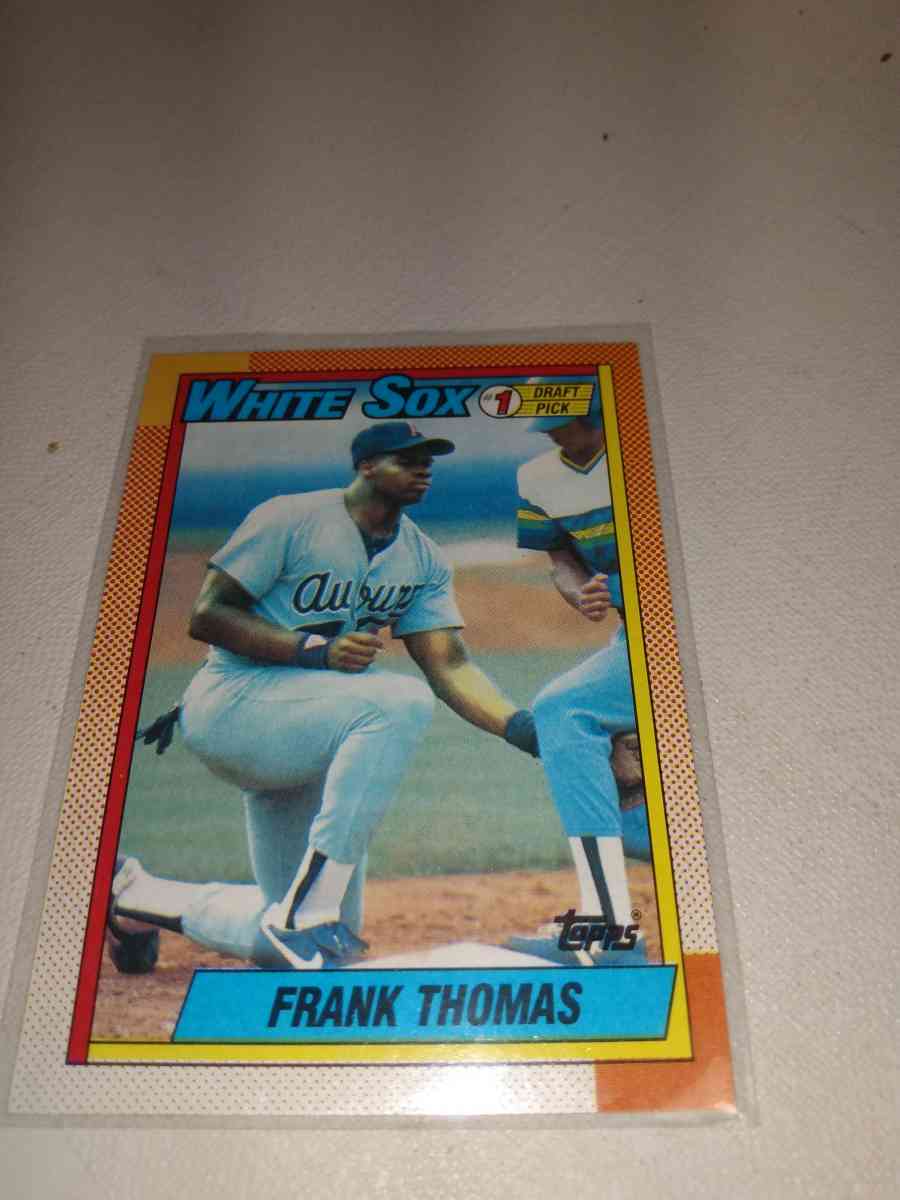 WHITE SOX #1 DRAFT PICK
Auburn
topps®
FRANK THOMAS